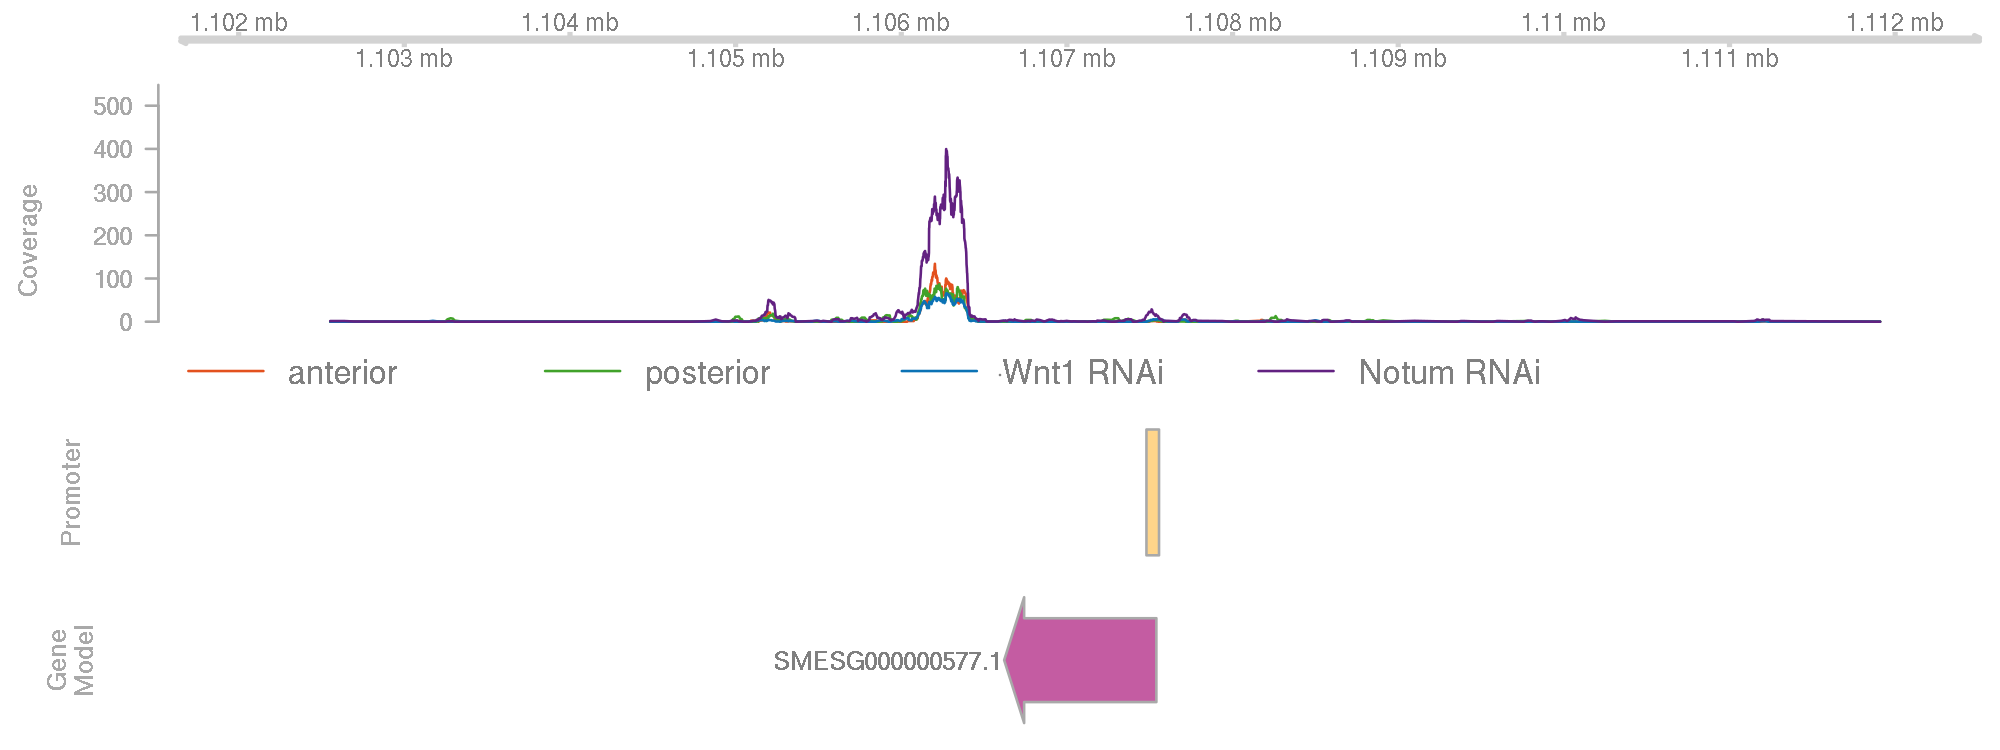 1.102 mb 1.104 mb 1.106 mb 1.108 mb 1.11 mb 1.112 mb
1.103 mb 1.105 mb 1.107 mb 1.109 mb 1.111 mb
Coverage
500
400
300
200
100
0
anterior posterior Wnt1 RNAi Notum RNAi
Promoter
Gene
Model
SMESG000000577.1